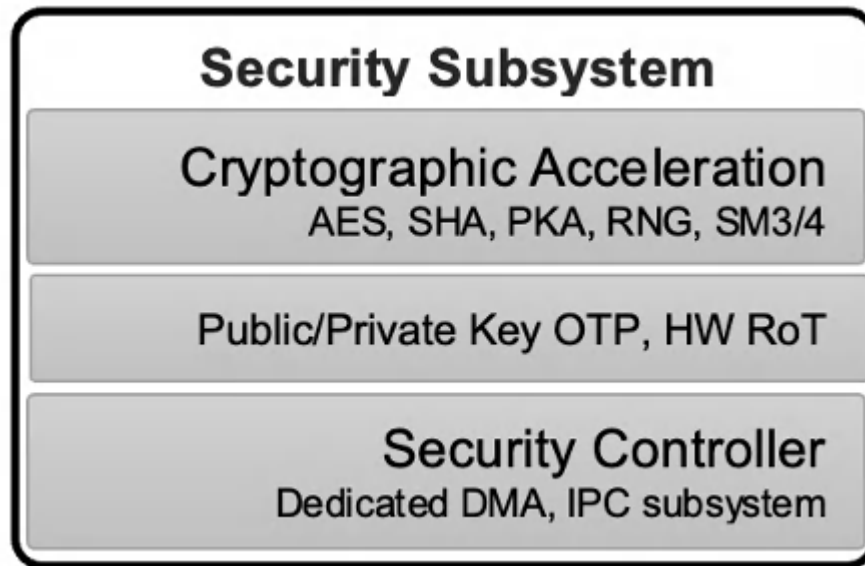 Security Subsystem
Cryptographic Acceleration
AES, SHA, PKA, RNG, SM3/4
Public/Private Key OTP, HW RoT
Security Controller
Dedicated DMA, IPC subsystem